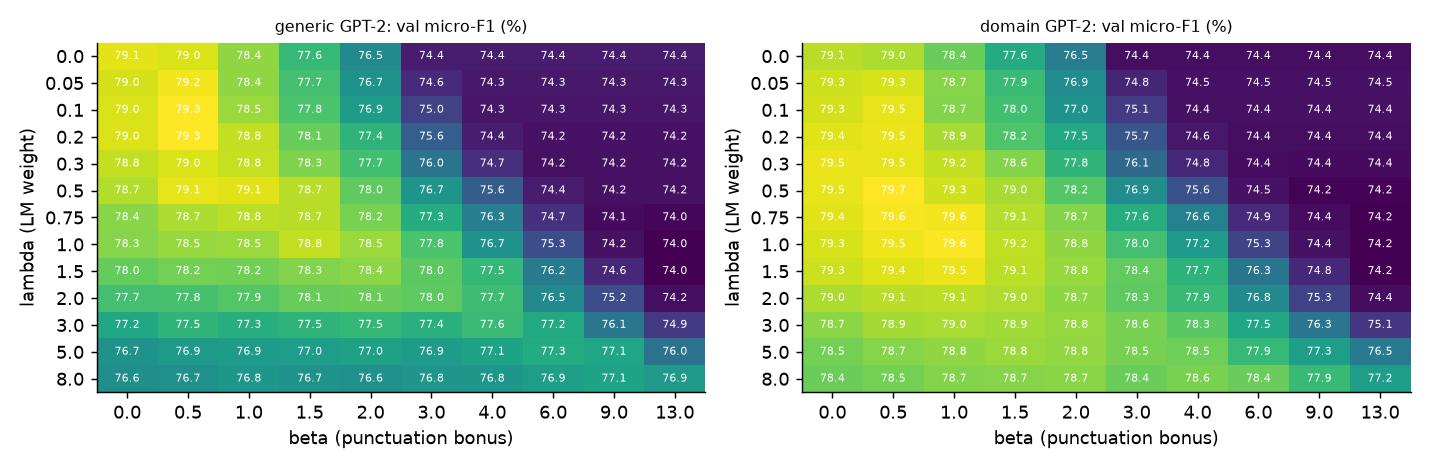 generic GPT-2: val micro-F1 (%)
0.0 79.1 79.0 78.4 77.6 76.5 74.4 74.4 74.4 74.4 74.4
0.05 79.0 79.2 78.4 77.7 76.7 74.6 74.3 74.3 74.3 74.3
0.1 79.0 79.3 78.5 77.8 76.9 75.0 74.3 74.3 74.3 74.3
0.2 79.0 79.3 78.8 78.1 77.4 75.6 74.4 74.2 74.2 74.2
0.3 78.8 79.0 78.8 78.3 77.7 76.0 74.7 74.2 74.2 74.2
0.5 78.7 79.1 79.1 78.7 78.0 76.7 75.6 74.4 74.2 74.2
0.75 78.4 78.7 78.8 78.7 78.2 77.3 76.3 74.7 74.1 74.0
1.0 78.3 78.5 78.5 78.8 78.5 77.8 76.7 75.3 74.2 74.0
1.5 78.0 78.2 78.2 78.3 78.4 78.0 77.5 76.2 74.6 74.0
2.0 77.7 77.8 77.9 78.1 78.1 78.0 77.7 76.5 75.2 74.2
3.0 77.2 77.5 77.3 77.5 77.5 77.4 77.6 77.2 76.1 74.9
5.0 76.7 76.9 76.9 77.0 77.0 76.9 77.1 77.3 77.1 76.0
8.0 76.6 76.7 76.8 76.7 76.6 76.8 76.8 76.9 77.1 76.9
0.0 0.5 1.0 1.5 2.0 3.0 4.0 6.0 9.0 13.0
beta (punctuation bonus)
lambda (LM weight)
domain GPT-2: val micro-F1 (%)
0.0 79.1 79.0 78.4 77.6 76.5 74.4 74.4 74.4 74.4 74.4
0.05 79.3 79.3 78.7 77.9 76.7 74.8 74.5 74.5 74.5 74.5
0.1 79.3 79.5 78.7 78.0 77.0 75.1 74.4 74.4 74.4 74.4
0.2 79.4 79.5 78.9 78.2 77.5 75.7 74.6 74.4 74.4 74.4
0.3 79.5 79.5 79.2 78.6 77.8 76.1 74.8 74.4 74.4 74.4
0.5 79.5 79.7 79.3 79.0 78.2 76.9 75.6 74.5 74.2 74.2
0.75 79.4 79.6 79.6 79.1 78.7 77.6 76.6 74.9 74.4 74.2
1.0 79.3 79.5 79.6 79.2 78.8 78.0 77.2 75.3 74.4 74.2
1.5 79.3 79.4 79.5 79.1 78.8 78.4 77.7 76.3 74.8 74.2
2.0 79.0 79.1 79.1 79.0 78.7 78.3 77.9 76.8 75.3 74.4
3.0 78.7 78.9 79.0 78.9 78.8 78.6 78.3 77.5 76.3 75.1
5.0 78.5 78.7 78.8 78.8 78.8 78.5 78.5 77.9 77.3 76.5
8.0 78.4 78.5 78.7 78.7 78.7 78.4 78.6 78.4 77.9 77.2
0.0 0.5 1.0 1.5 2.0 3.0 4.0 6.0 9.0 13.0
beta (punctuation bonus)
lambda (LM weight)